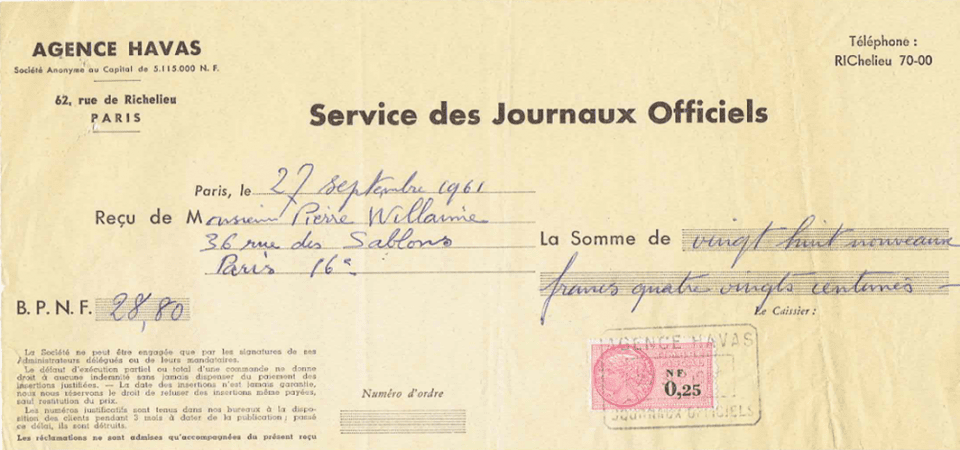 AGENCE HAVAS
Société Anonyme au Capital de 5.115.000 N. F.
62, rue de Richelieu
PARIS
Téléphone :
RIChelieu 70-00
Service des Journaux Officiels
Paris, le 27 septembre 1961
Reçu de Monsieur Pierre Willaime
36 rue des Sablons
Paris 16e
La Somme de vingt huit nouveaux
francs quatre vingts centimes —
B. P. N. F. 28,80
Le Caissier :
La Société ne peut être engagée que par les signatures de ses
Administrateurs délégués ou de leurs mandataires.
Le défaut d'exécution partiel ou total d'une commande ne donne
droit à aucune indemnité sans jamais dispenser du paiement des
insertions justifiées. — La date des insertions n'est jamais garantie,
nous nous réservons le droit de refuser des insertions même payées,
sauf restitution du prix.
Les numéros justificatifs sont tenus dans nos bureaux à la dispo-
sition des clients pendant 3 mois à dater de la publication ; passé
ce délai, ils sont détruits.
Les réclamations ne sont admises qu'accompagnées du présent reçu
Numéro d'ordre
AGENCE HAVAS
NF
0,25
JOURNAUX OFFICIELS